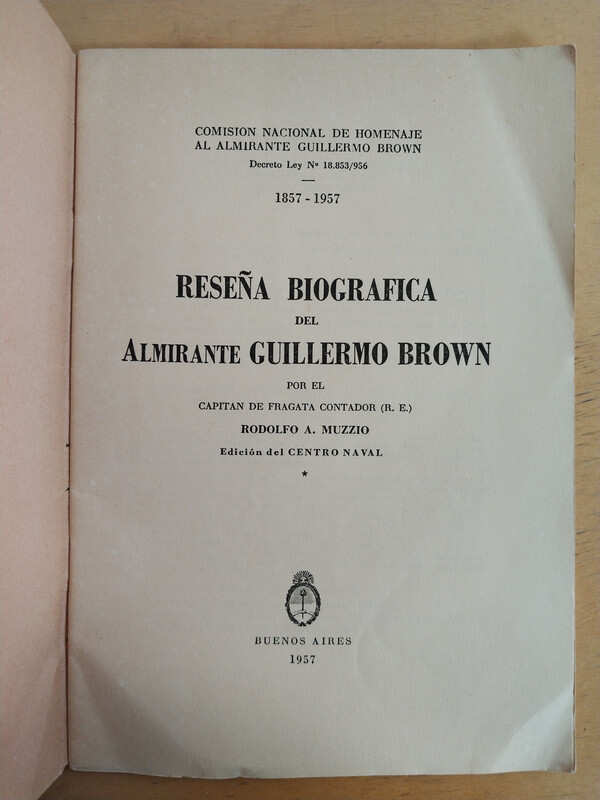 COMISION NACIONAL DE HOMENAJE
AL ALMIRANTE GUILLERMO BROWN
Decreto Ley Nº 18.853/956
1857 - 1957
RESEÑA BIOGRAFICA
DEL
ALMIRANTE GUILLERMO BROWN
POR EL
CAPITAN DE FRAGATA CONTADOR (R. E.)
RODOLFO A. MUZZIO
Edición del CENTRO NAVAL
*
BUENOS AIRES
1957